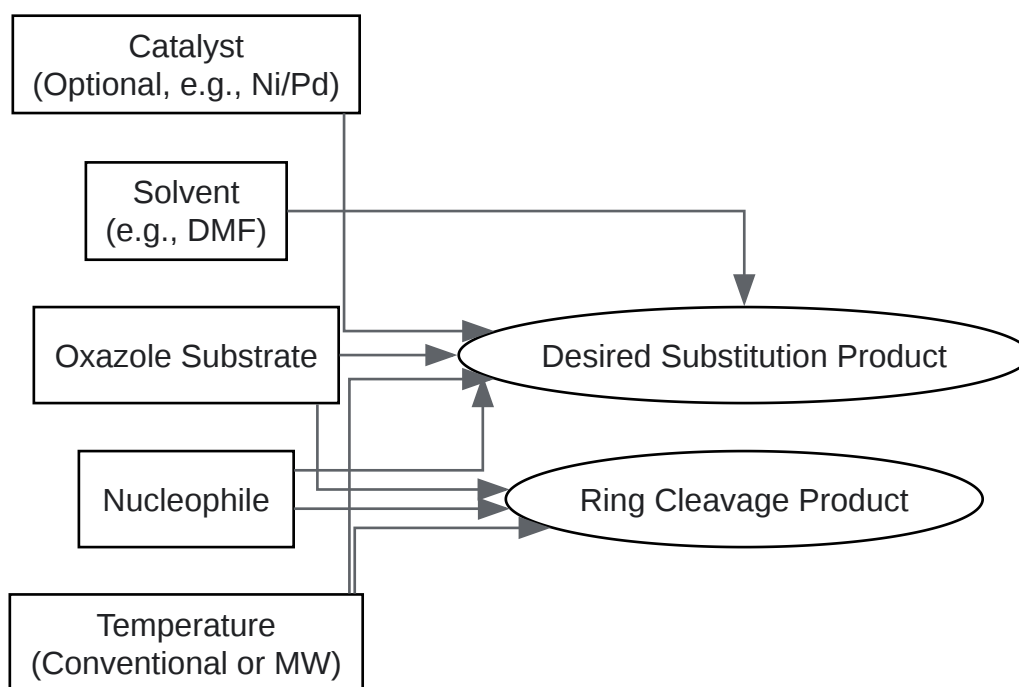 Catalyst
(Optional, e.g., Ni/Pd)
Solvent
(e.g., DMF)
Oxazole Substrate
Desired Substitution Product
Nucleophile
Ring Cleavage Product
Temperature
(Conventional or MW)